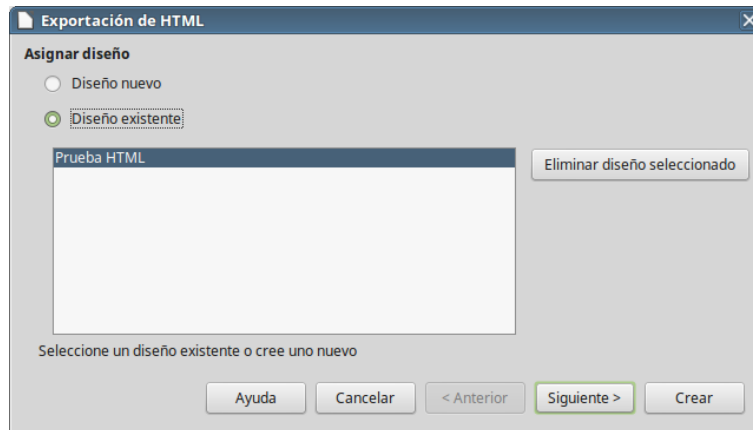 Exportación de HTML
Asignar diseño
Diseño nuevo
Diseño existente
Prueba HTML
Eliminar diseño seleccionado
Seleccione un diseño existente o cree uno nuevo
Ayuda Cancelar < Anterior Siguiente > Crear